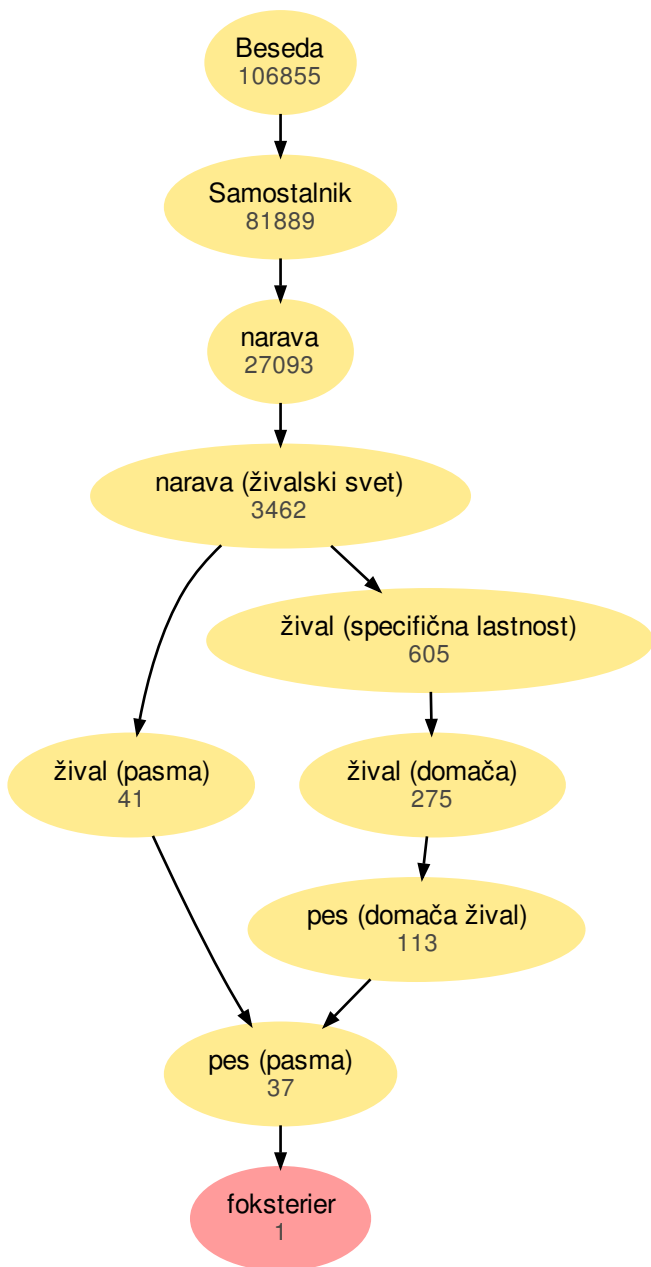 Beseda
106855
Samostalnik
81889
narava
27093
narava (živalski svet)
3462
žival (specifična lastnost)
605
žival (pasma)
41
žival (domača)
275
pes (domača žival)
113
pes (pasma)
37
foksterier
1